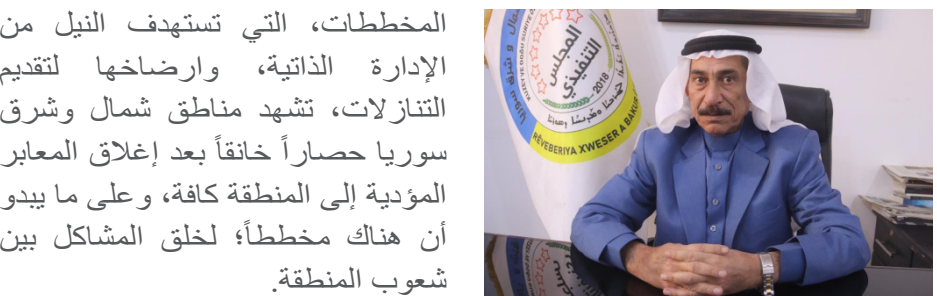 المخططات، التي تستهدف النيل من
الإدارة الذاتية، وارضاخها لتقديم
التنازلات، تشهد مناطق شمال وشرق
سوريا حصاراً خانقاً بعد إغلاق المعابر
المؤدية إلى المنطقة كافة، وعلى ما يبدو
أن هناك مخططاً؛ لخلق المشاكل بين
شعوب المنطقة.
المجلس
التنفيذي
2018
RÊVEBERIYA XWESER A BAKUR